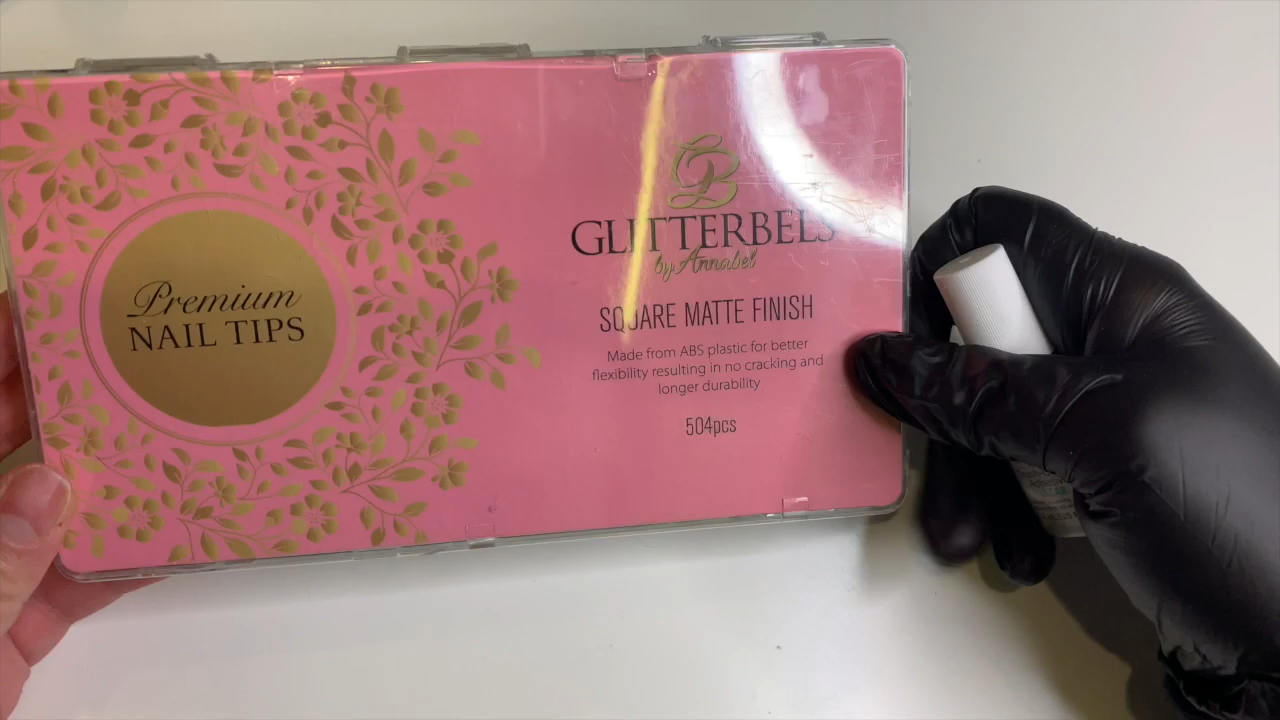 Premium
NAIL TIPS
GB
GLITTERBELS
by Annabel
SQUARE MATTE FINISH
Made from ABS plastic for better
flexibility resulting in no cracking and
longer durability
504pcs